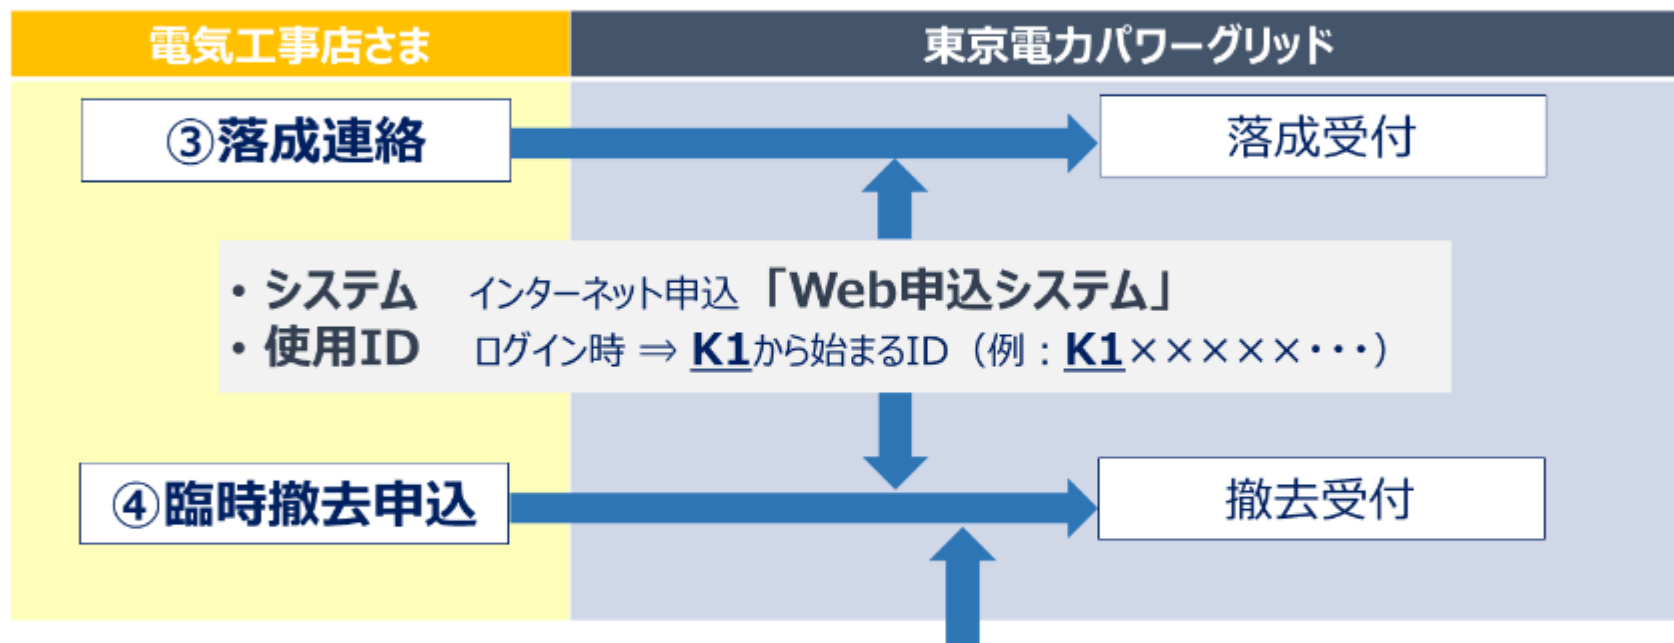 電気工事店さま
東京電力パワーグリッド
③落成連絡
落成受付
・システム インターネット申込「Web申込システム」
・使用ID ログイン時 ⇒ K1から始まるID（例：K1×××××・・・）
④臨時撤去申込
撤去受付